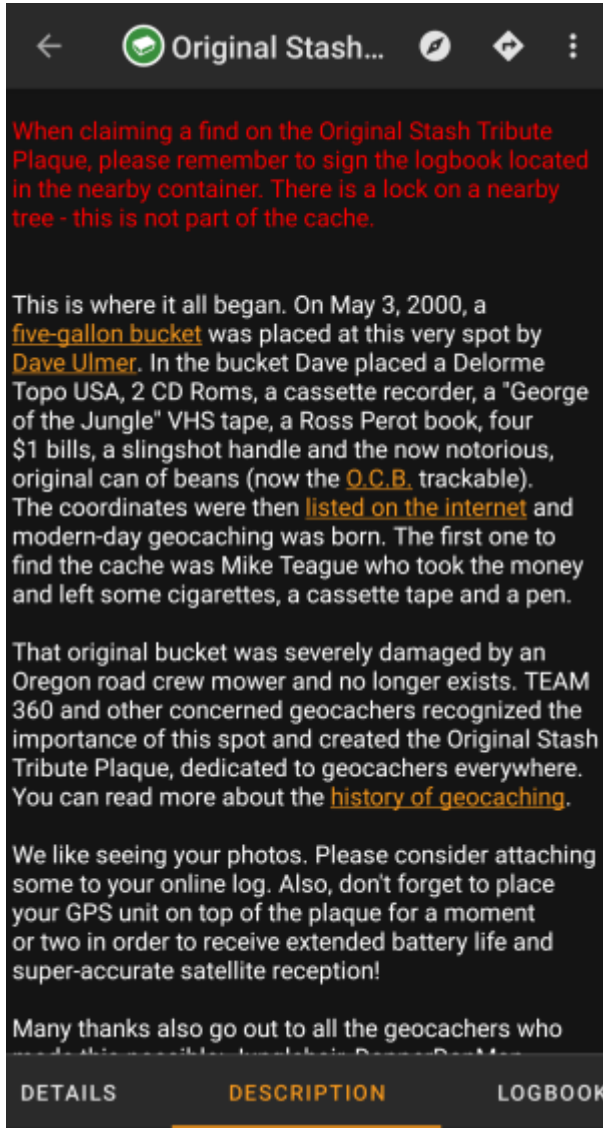 Original Stash...
When claiming a find on the Original Stash Tribute
Plaque, please remember to sign the logbook located
in the nearby container. There is a lock on a nearby
tree - this is not part of the cache.
This is where it all began. On May 3, 2000, a
five-gallon bucket was placed at this very spot by
Dave Ulmer. In the bucket Dave placed a Delorme
Topo USA, 2 CD Roms, a cassette recorder, a "George
of the Jungle" VHS tape, a Ross Perot book, four
$1 bills, a slingshot handle and the now notorious,
original can of beans (now the O.C.B. trackable).
The coordinates were then listed on the internet and
modern-day geocaching was born. The first one to
find the cache was Mike Teague who took the money
and left some cigarettes, a cassette tape and a pen.
That original bucket was severely damaged by an
Oregon road crew mower and no longer exists. TEAM
360 and other concerned geocachers recognized the
importance of this spot and created the Original Stash
Tribute Plaque, dedicated to geocachers everywhere.
You can read more about the history of geocaching.
We like seeing your photos. Please consider attaching
some to your online log. Also, don't forget to place
your GPS unit on top of the plaque for a moment
or two in order to receive extended battery life and
super-accurate satellite reception!
Many thanks also go out to all the geocachers who
DETAILS DESCRIPTION LOGBOOK